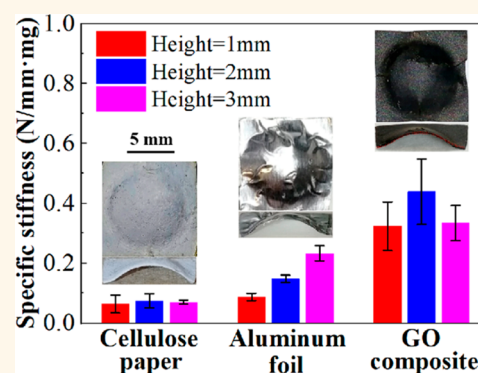 Specific stiffness (N/mm·mg)
1.0
0.8
0.6
0.4
0.2
0.0
Height=1mm
Height=2mm
Hcight=3mm
5 mm
Cellulose
paper
Aluminum
foil
GO
composite